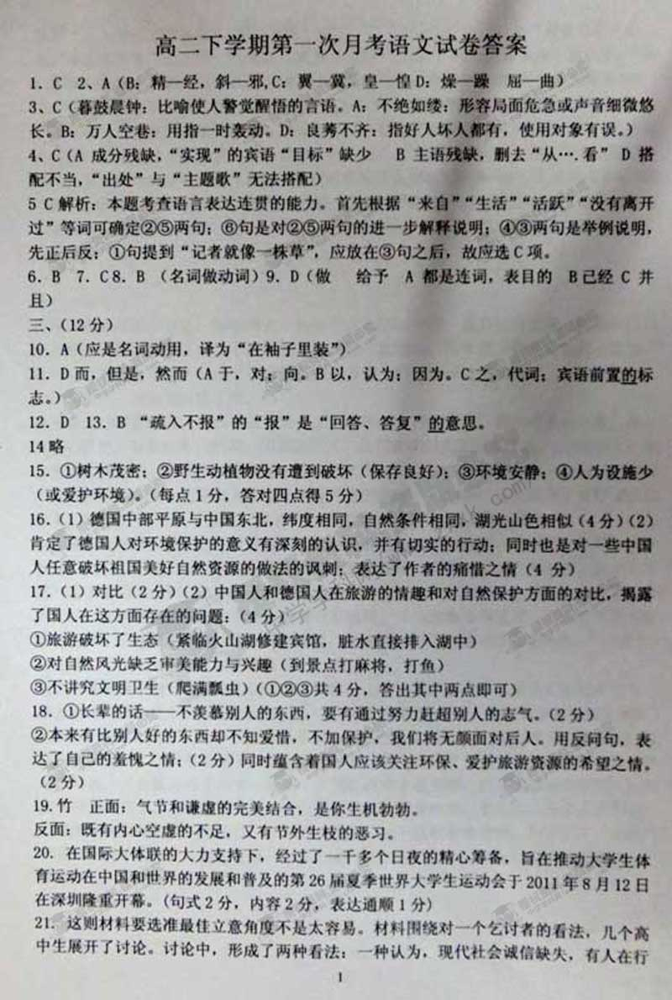 高二下学期第一次月考语文试卷答案
1．C 2、A（B：精—经，斜—邪,C：翼—冀，皇—惶 D：燥—躁 屈—曲）
3、C（暮鼓晨钟：比喻使人警觉醒悟的言语。A：不绝如缕：形容局面危急或声音细微悠
长。B：万人空巷：用指一时轰动。D：良莠不齐：指好人坏人都有，使用对象有误。）
4、C（A 成分残缺，“实现”的宾语“目标”缺少 B 主语残缺，删去“从….看” D 搭
配不当，“出处”与“主题歌”无法搭配）
5 C 解析：本题考查语言表达连贯的能力。首先根据“来自”“生活”“活跃”“没有离开
过”等词可确定②⑤两句；⑥句是对②⑤两句的进一步解释说明；④③两句是举例说明，
先正后反；①句提到“记者就像一株草”，应放在③句之后，故应选 C 项。
6．B 7．C 8．B （名词做动词）9．D（做 给予 A 都是连词，表目的 B 已经 C 并
且）
三、（12 分）
10．A（应是名词动用，译为“在袖子里装”）
11．D 而，但是，然而（A 于，对；向。B 以，认为；因为。C 之，代词；宾语前置的标
志。）
12．D 13．B “疏入不报”的“报”是“回答、答复”的意思。
14 略
15．①树木茂密；②野生动植物没有遭到破坏（保存良好）；③环境安静；④人为设施少
（或爱护环境）。（每点 1 分，答对四点得 5 分）
16．（1）德国中部平原与中国东北，纬度相同，自然条件相同，湖光山色相似（4 分）（2）
肯定了德国人对环境保护的意义有深刻的认识，并有切实的行动；同时也是对一些中国
人任意破坏祖国美好自然资源的做法的讽刺；表达了作者的痛惜之情（4 分）
17．（1）对比（2 分）（2）中国人和德国人在旅游的情趣和对自然保护方面的对比，揭露
了国人在这方面存在的问题：（4 分）
①旅游破坏了生态（紧临火山湖修建宾馆，脏水直接排入湖中）
②对自然风光缺乏审美能力与兴趣（到景点打麻将，打鱼）
③不讲究文明卫生（爬满瓢虫）（①②③共 4 分，答出其中两点即可）
18．①长辈的话——不羡慕别人的东西，要有通过努力赶超别人的志气。（2 分）
②本来有比别人好的东西却不知爱惜，不加保护，我们将无颜面对后人。用反问句，表
达了自己的羞愧之情；（2 分）同时蕴含着国人应该关注环保、爱护旅游资源的希望之情。
（2 分）
19．竹 正面：气节和谦虚的完美结合，是你生机勃勃。
反面：既有内心空虚的不足，又有节外生枝的恶习。
20．在国际大体联的大力支持下，经过了一千多个日夜的精心筹备，旨在推动大学生体
育运动在中国和世界的发展和普及的第 26 届夏季世界大学生运动会于 2011 年 8 月 12 日
在深圳隆重开幕。（句式 2 分，内容 2 分，表达通顺 1 分）
21．这则材料要选准最佳立意角度不是太容易。材料围绕对一个乞讨者的看法，几个高
中生展开了讨论。讨论中，形成了两种看法：一种认为，现代社会诚信缺失，有人在行
1